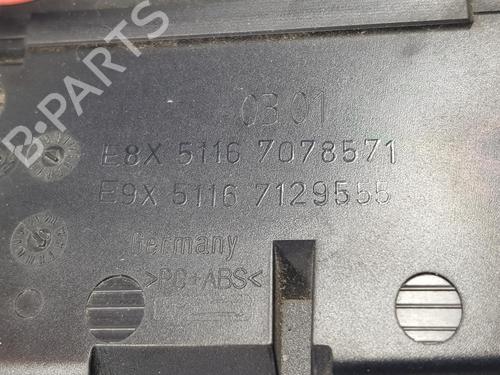 B-PARTS
03 01
E8X 5116 7078571
E9X 5116 7129555
Germany
>PC+ABS<